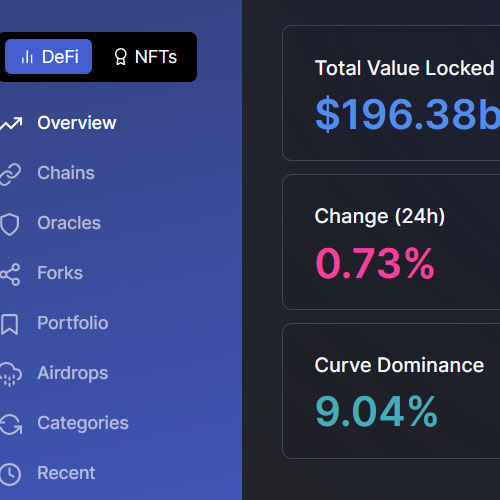 DeFi NFTs
Overview
Chains
Oracles
Forks
Portfolio
Airdrops
Categories
Recent
Total Value Locked
$196.38b
Change (24h)
0.73%
Curve Dominance
9.04%